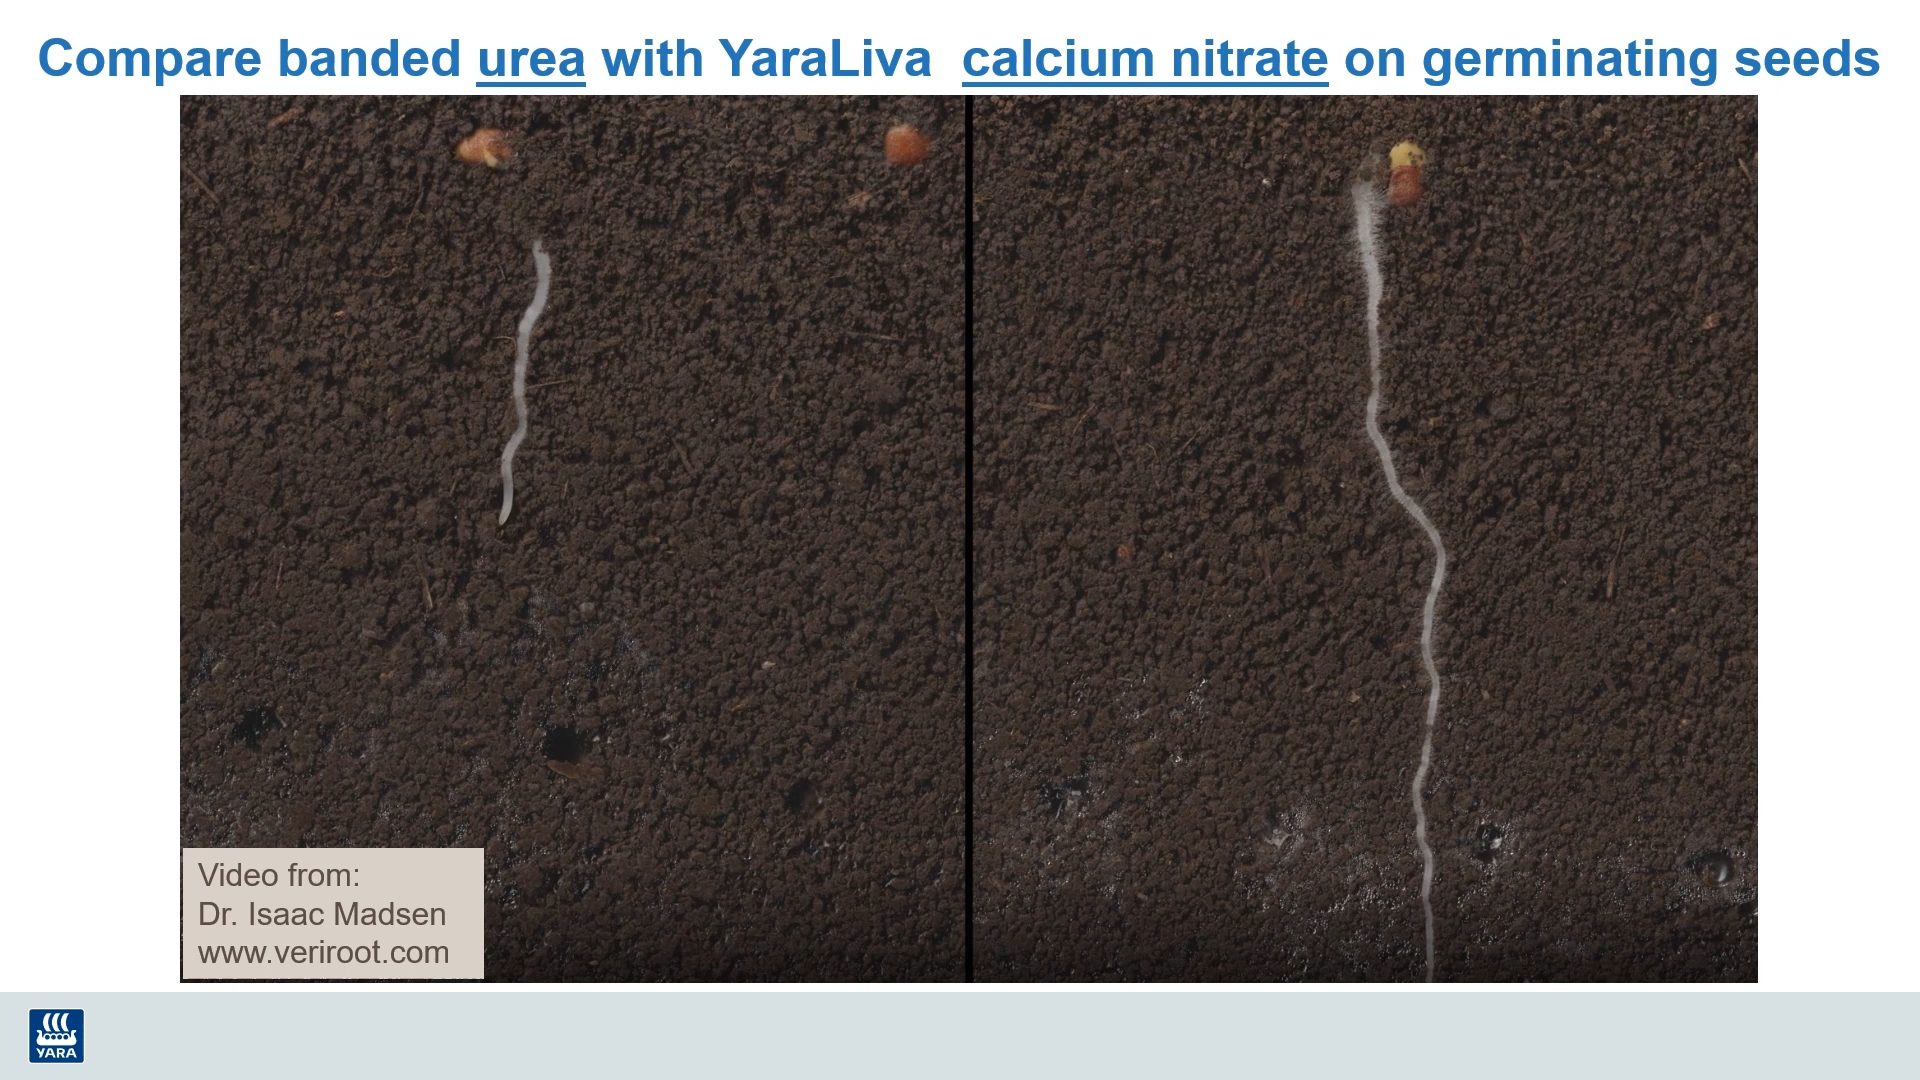 Compare banded urea with YaraLiva  calcium nitrate on germinating seeds
Video from:
Dr. Isaac Madsen
www.veriroot.com
YARA